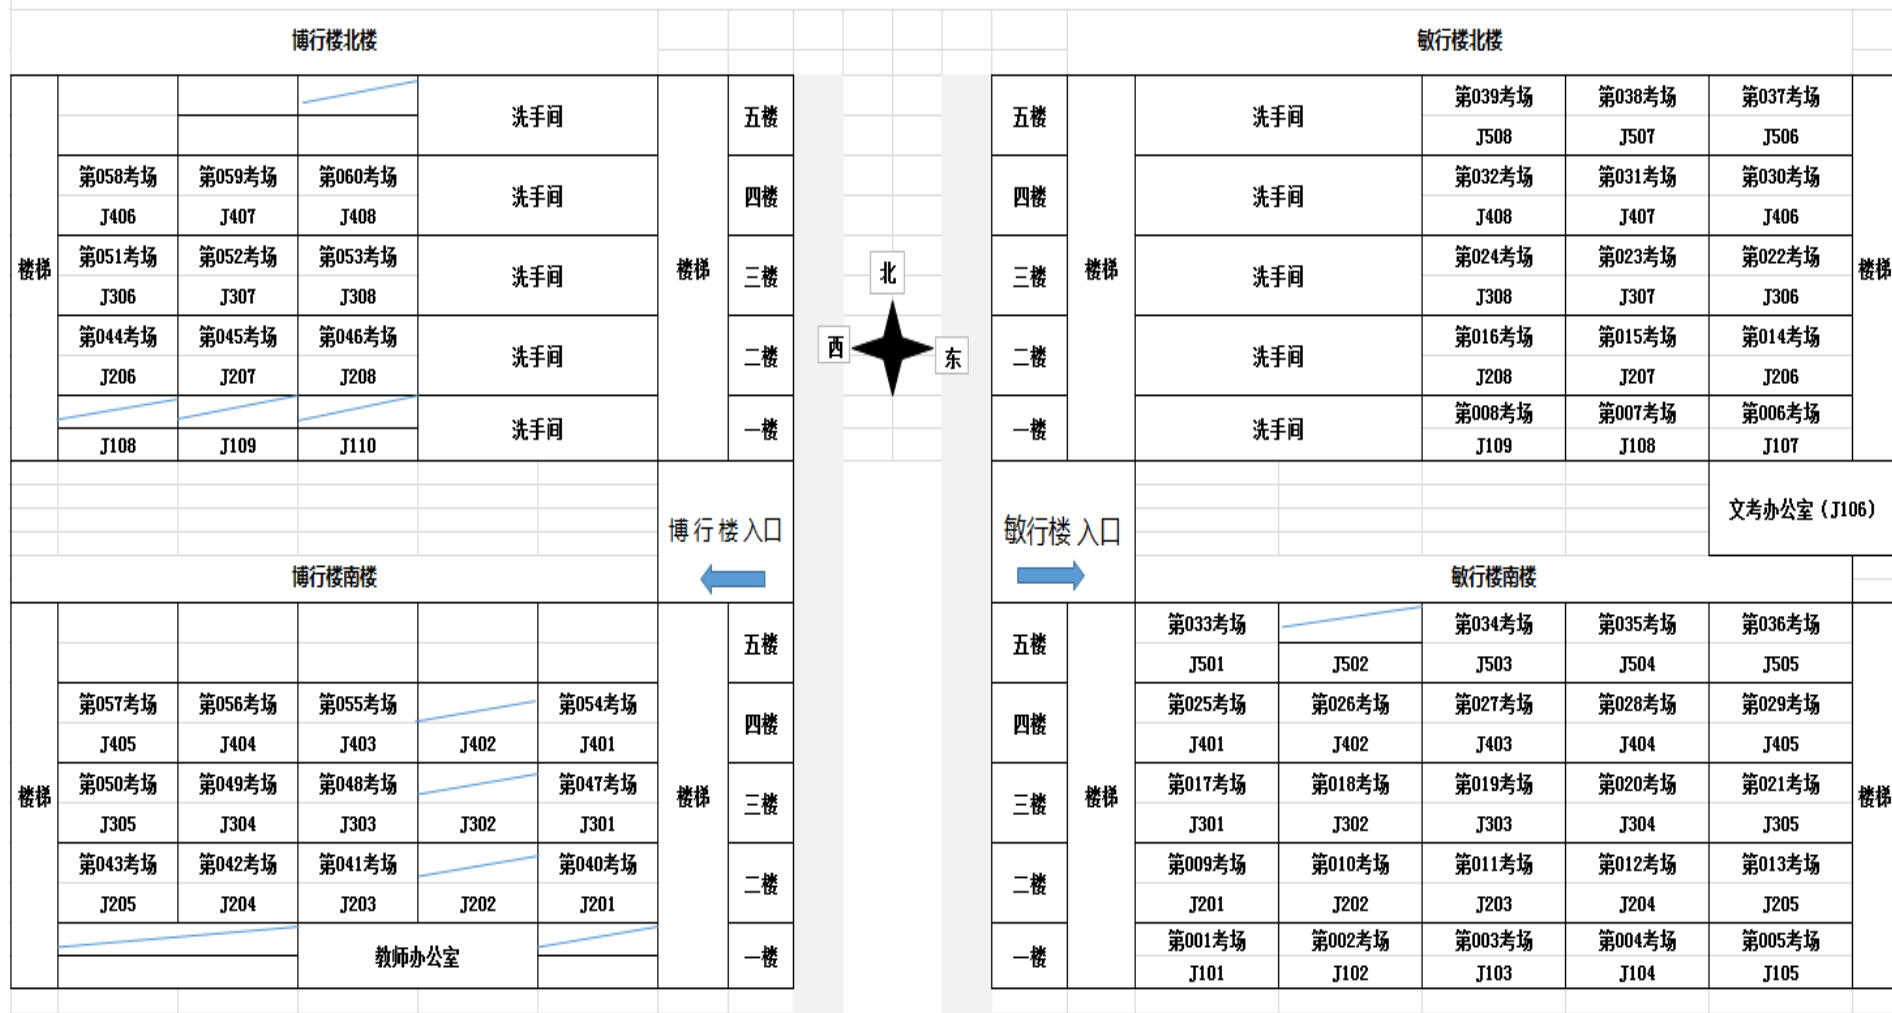 博行楼北楼
敏行楼北楼
楼梯
洗手间
楼梯
五楼
第058考场 第059考场 第060考场
J406 J407 J408
洗手间
四楼
第051考场 第052考场 第053考场
J306 J307 J308
洗手间
三楼
第044考场 第045考场 第046考场
J206 J207 J208
洗手间
二楼
J108 J109 J110
洗手间
一楼
北
西
东
五楼
楼梯
洗手间
第039考场 第038考场 第037考场
J508 J507 J506
楼梯
四楼
洗手间
第032考场 第031考场 第030考场
J408 J407 J406
三楼
洗手间
第024考场 第023考场 第022考场
J308 J307 J306
二楼
洗手间
第016考场 第015考场 第014考场
J208 J207 J206
一楼
洗手间
第008考场 第007考场 第006考场
J109 J108 J107
文考办公室（J106）
博行楼入口
敏行楼入口
博行楼南楼
敏行楼南楼
楼梯
楼梯
五楼
第057考场 第056考场 第055考场 第054考场
J405 J404 J403 J402 J401
四楼
第050考场 第049考场 第048考场 第047考场
J305 J304 J303 J302 J301
三楼
第043考场 第042考场 第041考场 第040考场
J205 J204 J203 J202 J201
二楼
教师办公室
一楼
五楼
楼梯
第033考场 第034考场 第035考场 第036考场
J501 J502 J503 J504 J505
楼梯
四楼
第025考场 第026考场 第027考场 第028考场 第029考场
J401 J402 J403 J404 J405
三楼
第017考场 第018考场 第019考场 第020考场 第021考场
J301 J302 J303 J304 J305
二楼
第009考场 第010考场 第011考场 第012考场 第013考场
J201 J202 J203 J204 J205
一楼
第001考场 第002考场 第003考场 第004考场 第005考场
J101 J102 J103 J104 J105